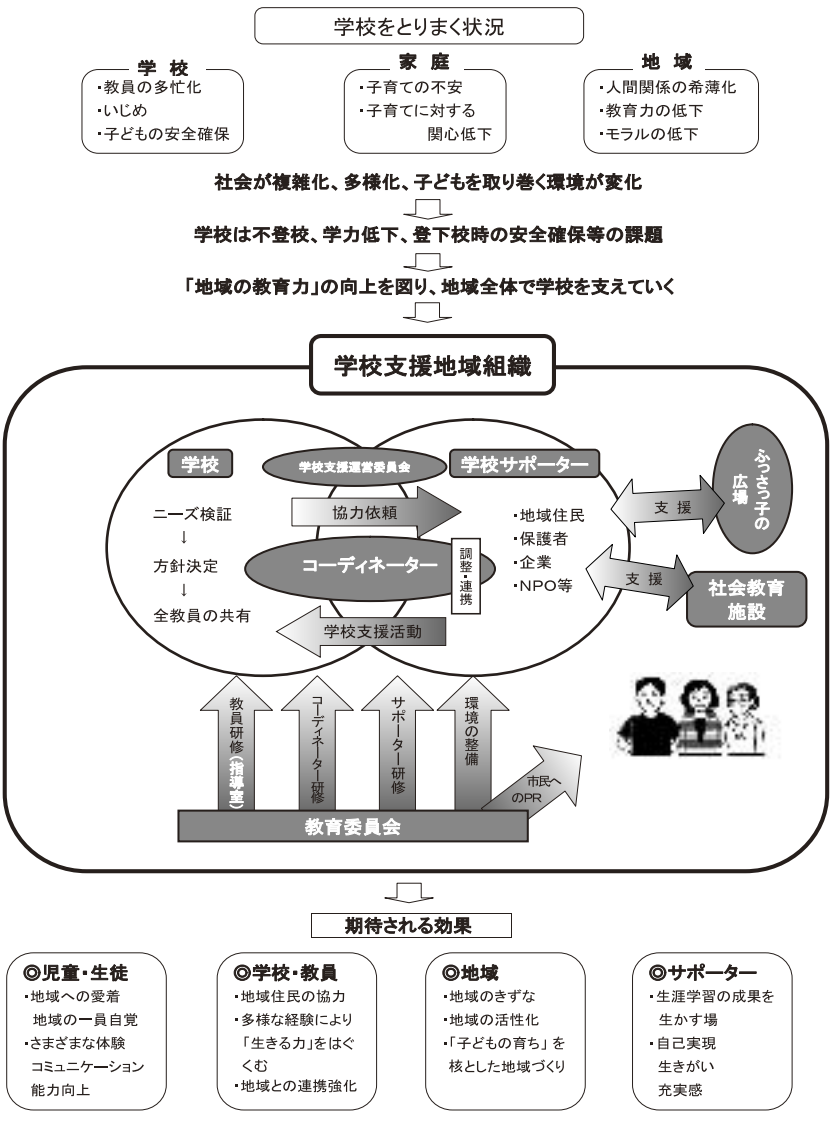 学校をとりまく状況
学 校
・教員の多忙化
・いじめ
・子どもの安全確保
家 庭
・子育ての不安
・子育てに対する
関心低下
地 域
・人間関係の希薄化
・教育力の低下
・モラルの低下
社会が複雑化、多様化、子どもを取り巻く環境が変化
学校は不登校、学力低下、登下校時の安全確保等の課題
「地域の教育力」の向上を図り、地域全体で学校を支えていく
学校支援地域組織
学校
学校支援運営委員会
学校サポーター
ニーズ検証
↓
方針決定
↓
全教員の共有
協力依頼
コーディネーター
調整・連携
学校支援活動
・地域住民
・保護者
・企業
・NPO等
支 援
ふっさっ子の
広場
支 援
社会教育
施設
教員研修(指導室)
コーディネーター研修
サポーター研修
環境の整備
市民へ
のPR
教育委員会
期待される効果
◎児童・生徒
・地域への愛着
地域の一員自覚
・さまざまな体験
コミュニケーション
能力向上
◎学校・教員
・地域住民の協力
・多様な経験により
「生きる力」をはぐ
くむ
・地域との連携強化
◎地域
・地域のきずな
・地域の活性化
・「子どもの育ち」を
核とした地域づくり
◎サポーター
・生涯学習の成果を
生かす場
・自己実現
生きがい
充実感